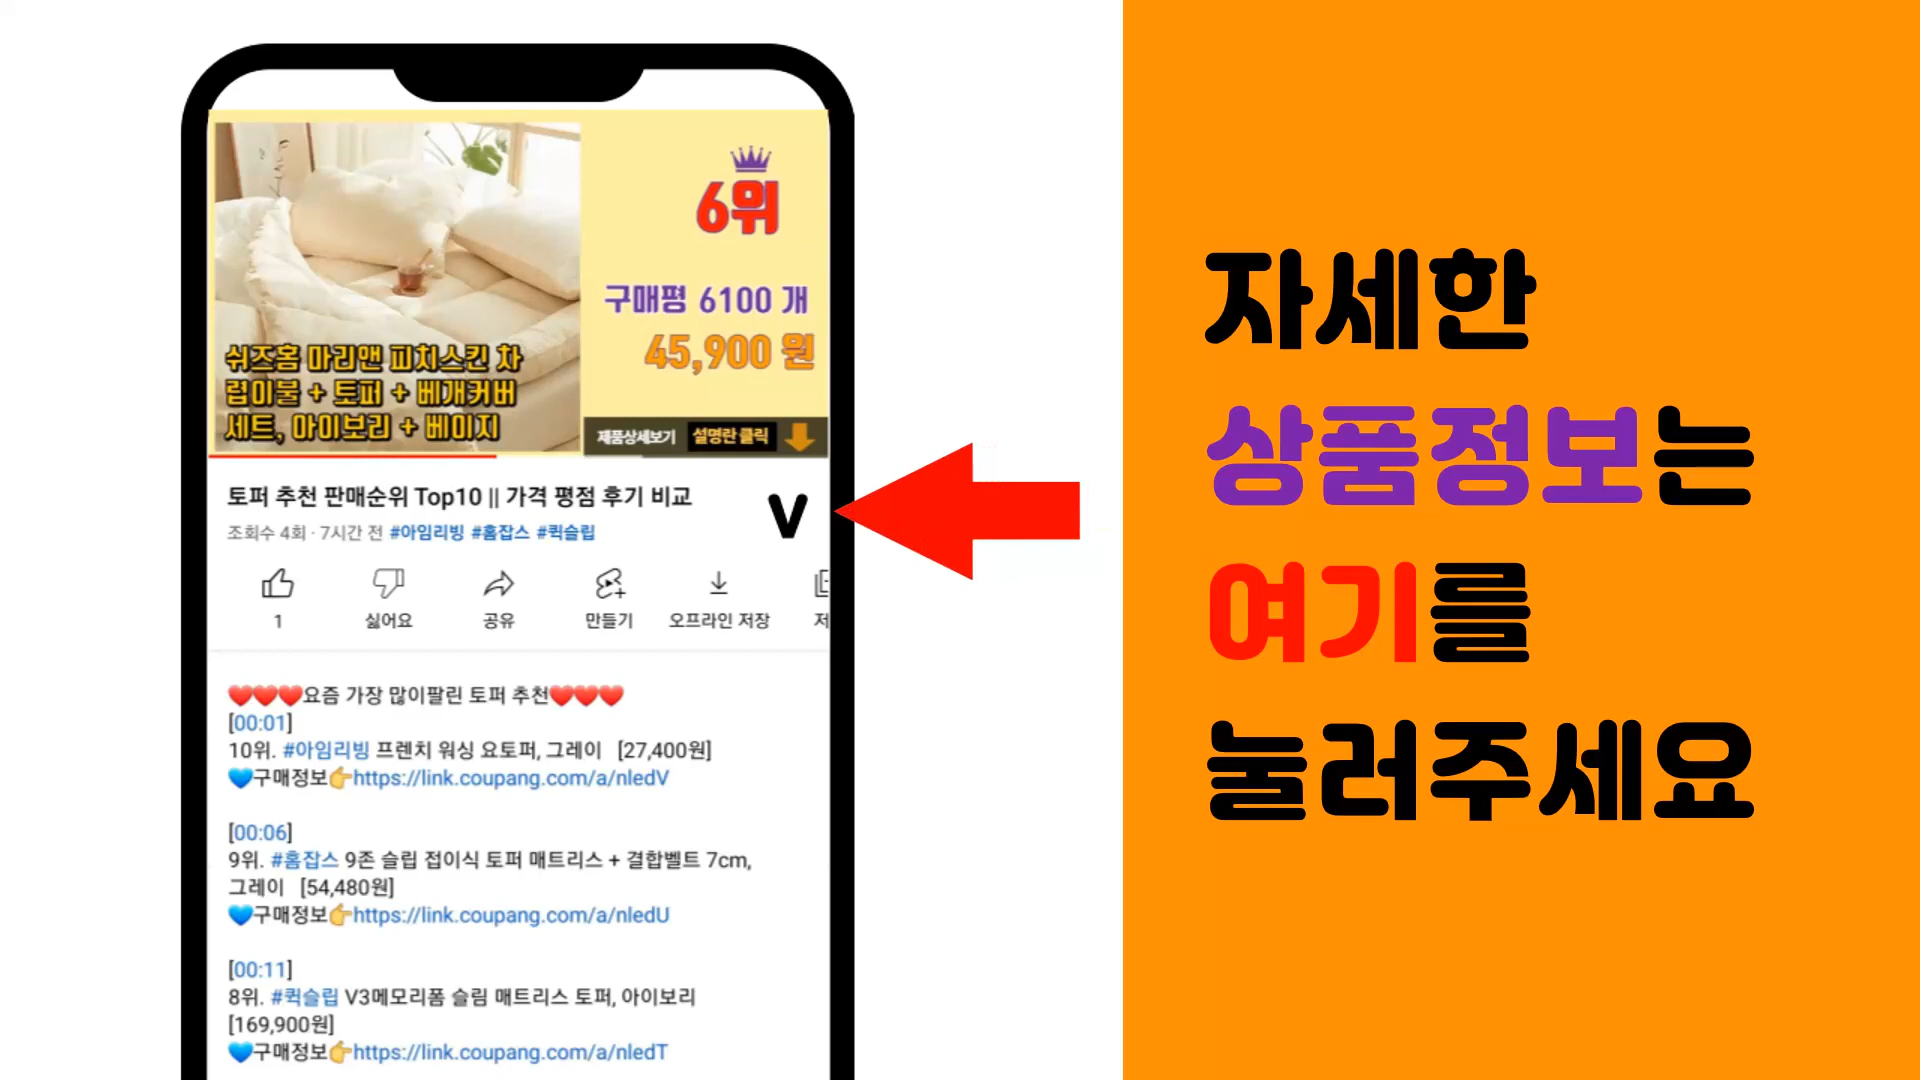 6위
구매평 6100 개
45,900 원
쉬즈홈 마리앤 피치스킨 차
렵이불 + 토퍼 + 베개커버
세트, 아이보리 + 베이지
제품상세보기 설명란 클릭
토퍼 추천 판매순위 Top10 || 가격 평점 후기 비교
V
조회수 4회 · 7시간 전 #아임리빙 #홈잡스 #퀵슬립
1 싫어요 공유 만들기 오프라인 저장 저
❤️❤️❤️요즘 가장 많이팔린 토퍼 추천❤️❤️❤️
[00:01]
10위. #아임리빙 프렌치 워싱 요토퍼, 그레이 [27,400원]
💙구매정보👉https://link.coupang.com/a/nledV
[00:06]
9위. #홈잡스 9존 슬립 접이식 토퍼 매트리스 + 결합벨트 7cm,
그레이 [54,480원]
💙구매정보👉https://link.coupang.com/a/nledU
[00:11]
8위. #퀵슬립 V3메모리폼 슬림 매트리스 토퍼, 아이보리
[169,900원]
💙구매정보👉https://link.coupang.com/a/nledT
자세한
상품정보는
여기를
눌러주세요